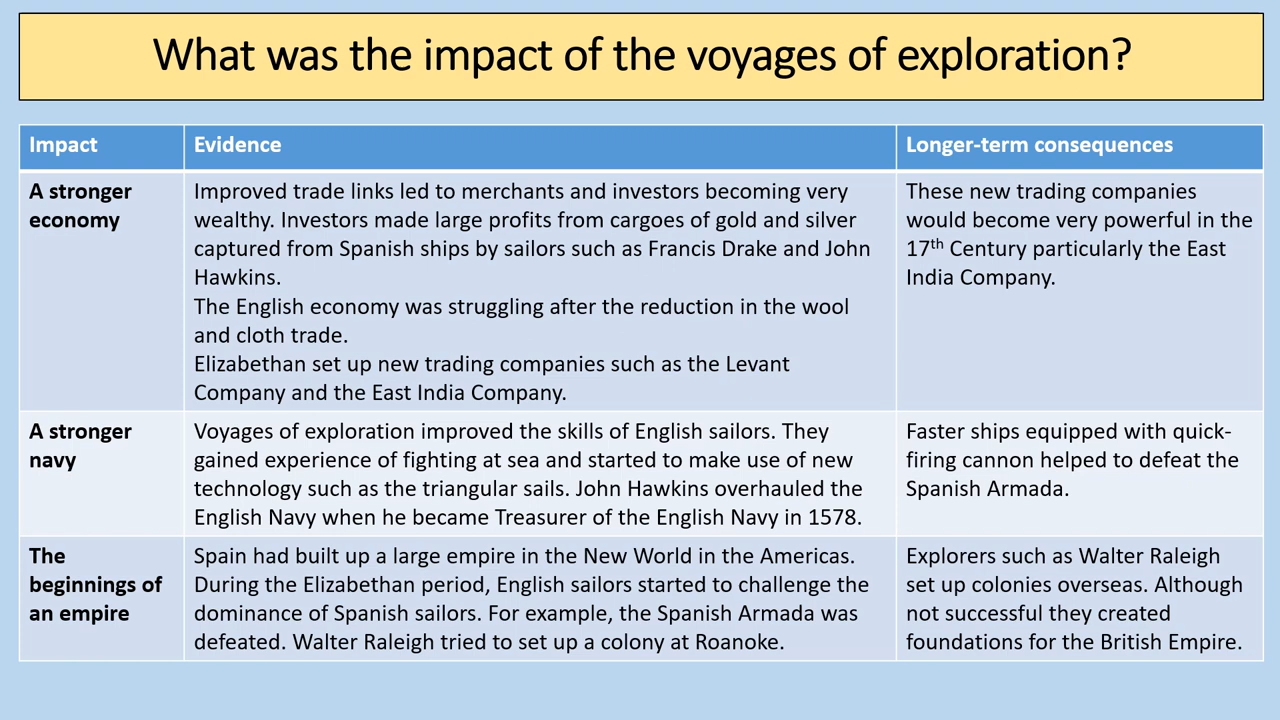 What was the impact of the voyages of exploration?
Impact
Evidence
Longer-term consequences
A stronger
economy
Improved trade links led to merchants and investors becoming very
wealthy. Investors made large profits from cargoes of gold and silver
captured from Spanish ships by sailors such as Francis Drake and John
Hawkins.
The English economy was struggling after the reduction in the wool
and cloth trade.
Elizabethan set up new trading companies such as the Levant
Company and the East India Company.
These new trading companies
would become very powerful in the
17th Century particularly the East
India Company.
A stronger
navy
Voyages of exploration improved the skills of English sailors. They
gained experience of fighting at sea and started to make use of new
technology such as the triangular sails. John Hawkins overhauled the
English Navy when he became Treasurer of the English Navy in 1578.
Faster ships equipped with quick-
firing cannon helped to defeat the
Spanish Armada.
The
beginnings of
an empire
Spain had built up a large empire in the New World in the Americas.
During the Elizabethan period, English sailors started to challenge the
dominance of Spanish sailors. For example, the Spanish Armada was
defeated. Walter Raleigh tried to set up a colony at Roanoke.
Explorers such as Walter Raleigh
set up colonies overseas. Although
not successful they created
foundations for the British Empire.